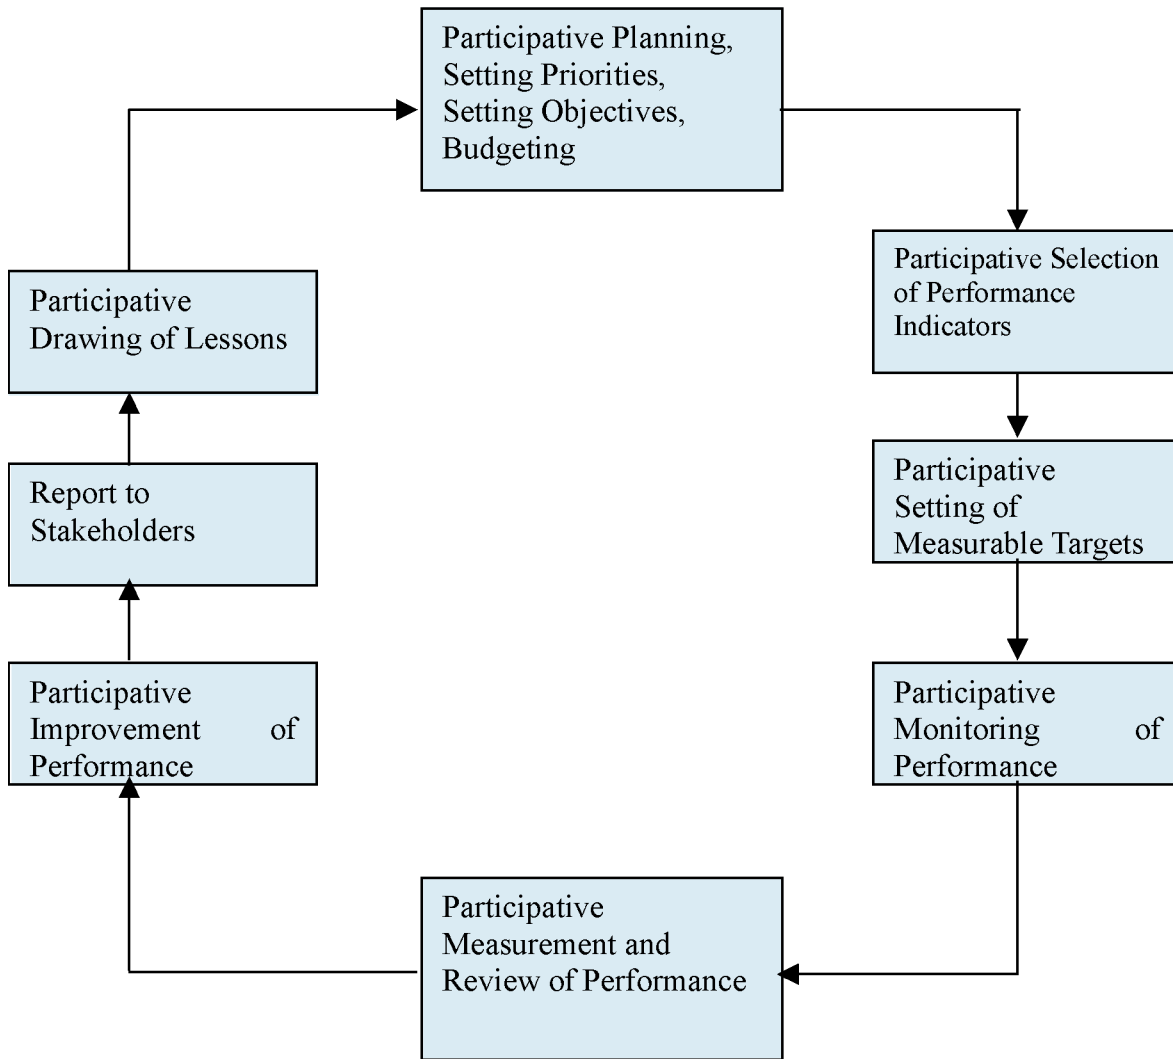 Participative Planning,
Setting Priorities,
Setting Objectives,
Budgeting
Participative Selection
of Performance
Indicators
Participative
Setting of
Measurable Targets
Participative
Monitoring of
Performance
Participative
Measurement and
Review of Performance
Participative
Improvement of
Performance
Report to
Stakeholders
Participative
Drawing of Lessons